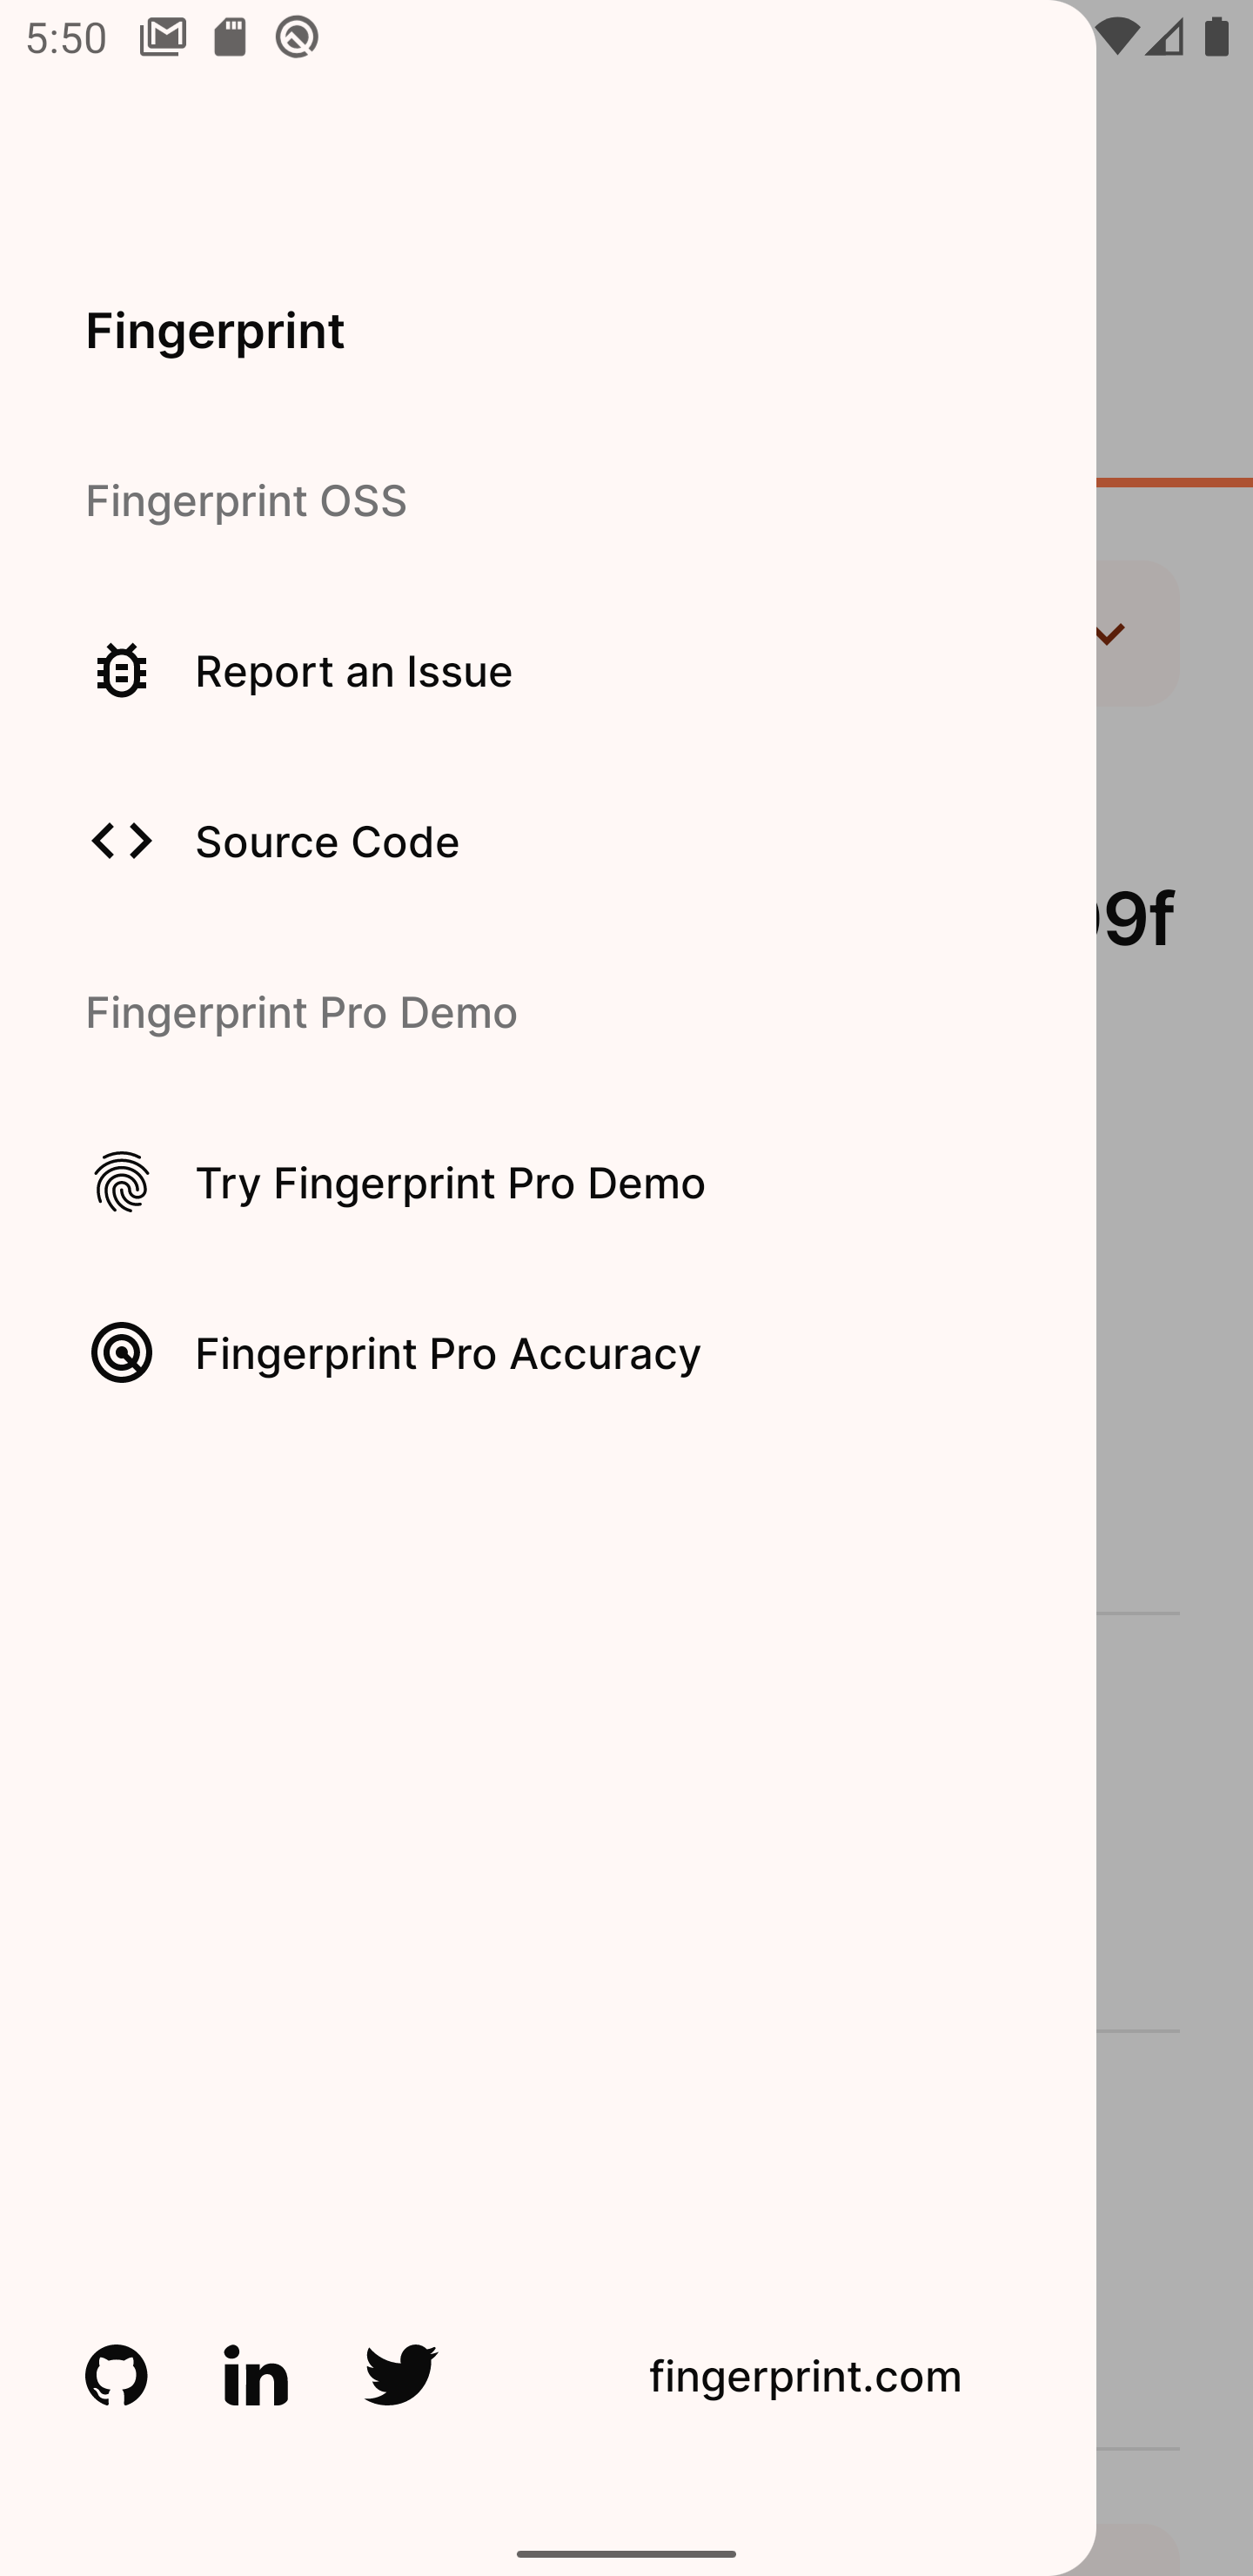 5:50
Fingerprint
Fingerprint OSS
Report an Issue
Source Code
9f
Fingerprint Pro Demo
Try Fingerprint Pro Demo
Fingerprint Pro Accuracy
fingerprint.com